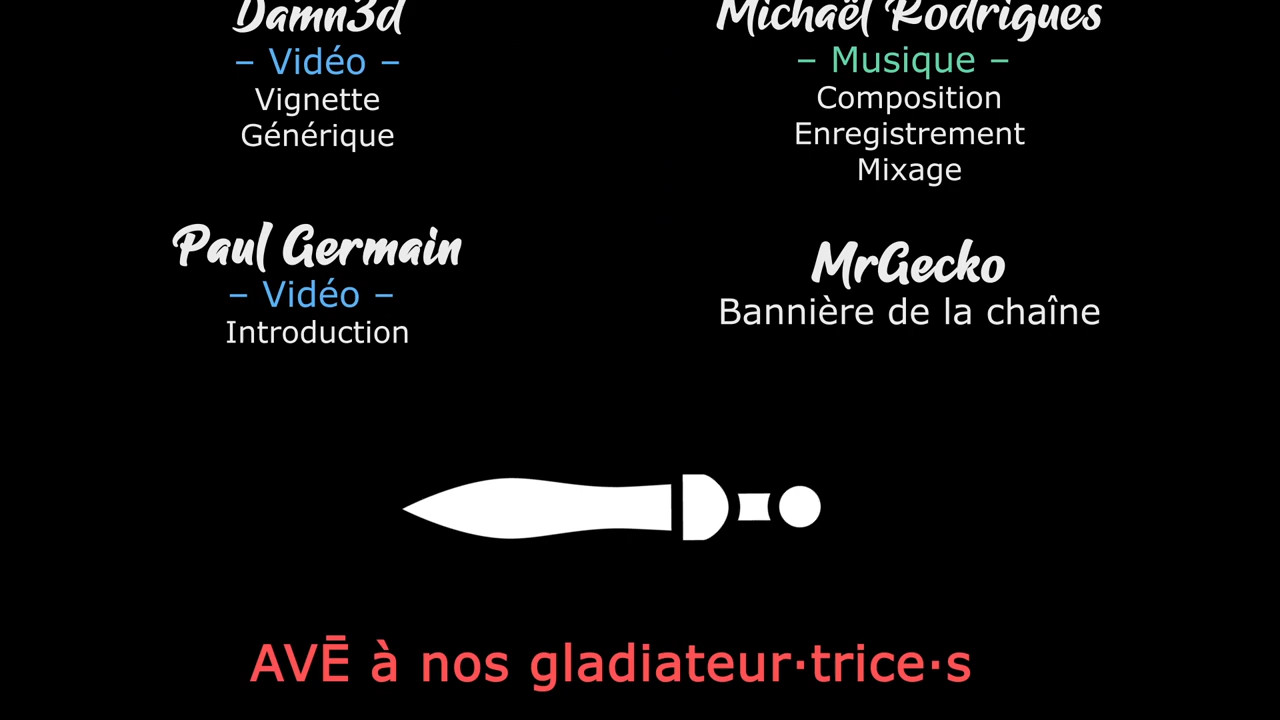 Damn3d
– Vidéo –
Vignette
Générique
Michaël Rodrigues
– Musique –
Composition
Enregistrement
Mixage
Paul Germain
– Vidéo –
Introduction
MrGecko
Bannière de la chaîne
AVĒ à nos gladiateur·trice·s